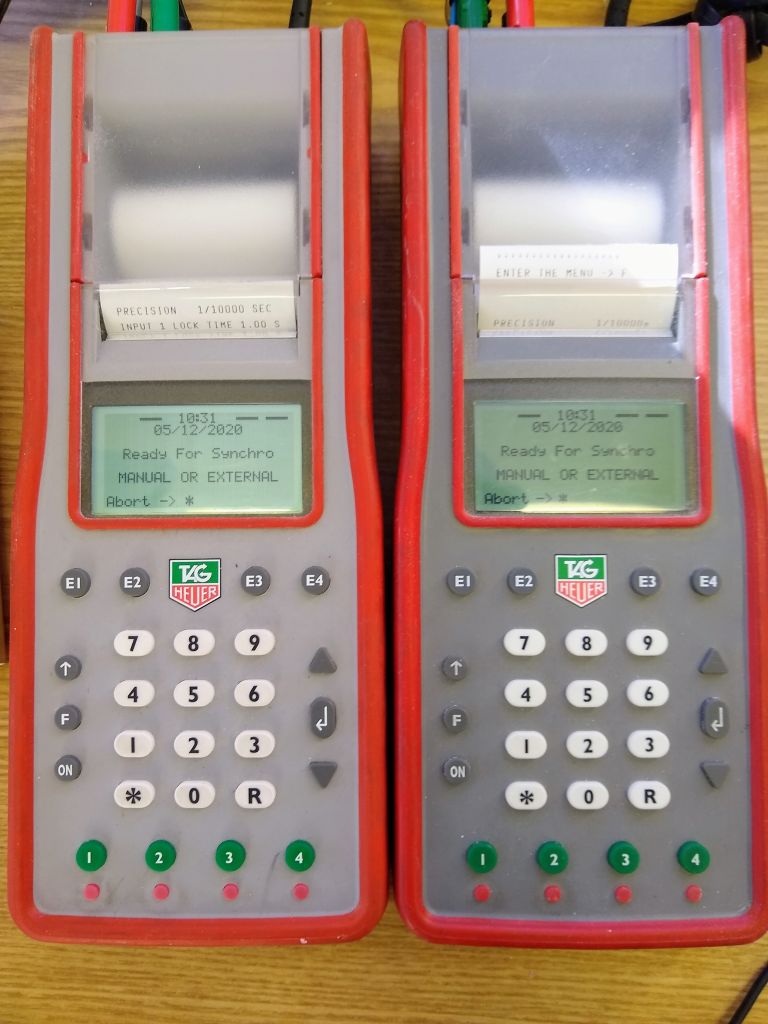 PRECISION 1/10000 SEC
INPUT 1 LOCK TIME 1.00 S
10:31
05/12/2020
Ready For Synchro
MANUAL OR EXTERNAL
Abort -> *
E1 E2 TAG HEUER E3 E4
7 8 9
↑
4 5 6
F
1 2 3
ON
* 0 R
1 2 3 4
ENTER THE MENU -> F
PRECISION 1/10000
10:31
05/12/2020
Ready For Synchro
MANUAL OR EXTERNAL
Abort -> *
E1 E2 TAG HEUER E3 E4
7 8 9
↑
4 5 6
F
1 2 3
ON
* 0 R
1 2 3 4